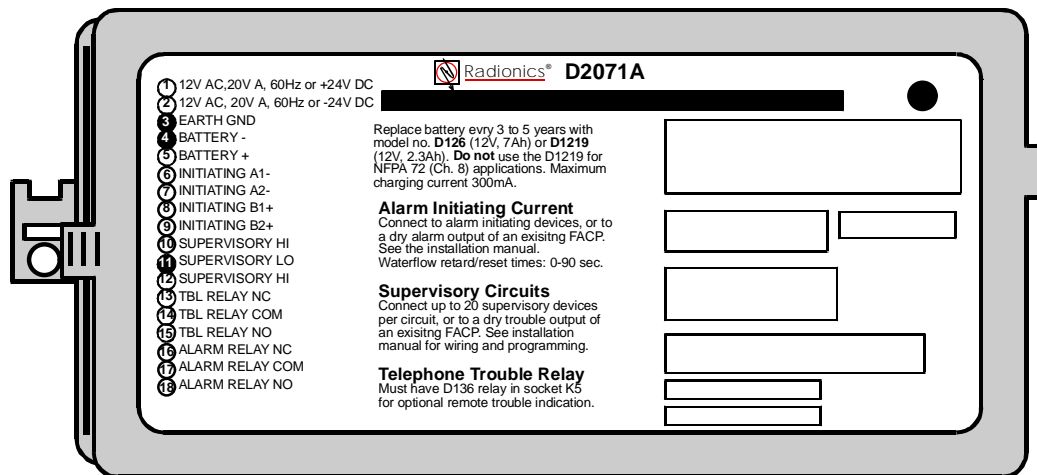 Radionics® D2071A
1 12V AC,20V A, 60Hz or +24V DC
2 12V AC, 20V A, 60Hz or -24V DC
3 EARTH GND
4 BATTERY -
5 BATTERY +
6 INITIATING A1-
7 INITIATING A2-
8 INITIATING B1+
9 INITIATING B2+
10 SUPERVISORY HI
11 SUPERVISORY LO
12 SUPERVISORY HI
13 TBL RELAY NC
14 TBL RELAY COM
15 TBL RELAY NO
16 ALARM RELAY NC
17 ALARM RELAY COM
18 ALARM RELAY NO
Replace battery evry 3 to 5 years with
model no. D126 (12V, 7Ah) or D1219
(12V, 2.3Ah). Do not use the D1219 for
NFPA 72 (Ch. 8) applications. Maximum
charging current 300mA.
Alarm Initiating Current
Connect to alarm initiating devices, or to
a dry alarm output of an exisitng FACP.
See the installation manual.
Waterflow retard/reset times: 0-90 sec.
Supervisory Circuits
Connect up to 20 supervisory devices
per circuit, or to a dry trouble output of
an exisitng FACP. See installation
manual for wiring and programming.
Telephone Trouble Relay
Must have D136 relay in socket K5
for optional remote trouble indication.